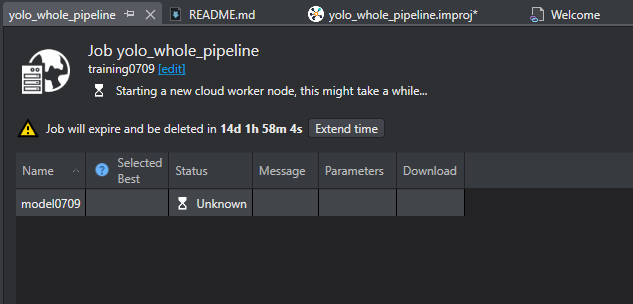 yolo_whole_pipeline README.md yolo_whole_pipeline.improj* Welcome
Job yolo_whole_pipeline
training0709 [edit]
Starting a new cloud worker node, this might take a while...
Job will expire and be deleted in 14d 1h 58m 4s Extend time
Name Selected Best Status Message Parameters Download
model0709 Unknown